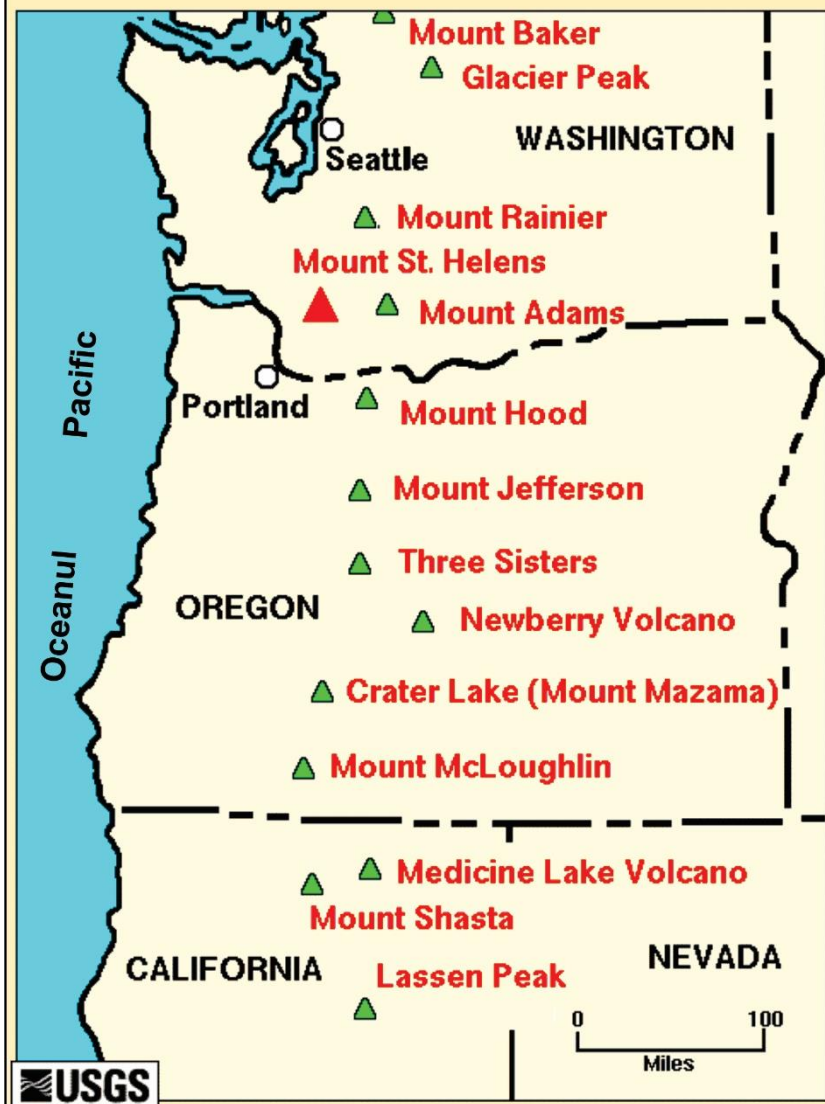 Mount Baker
Glacier Peak
WASHINGTON
Seattle
Mount Rainier
Mount St. Helens
Mount Adams
Portland
Mount Hood
Pacific
Mount Jefferson
Three Sisters
OREGON
Newberry Volcano
Oceanul
Crater Lake (Mount Mazama)
Mount McLoughlin
Medicine Lake Volcano
Mount Shasta
CALIFORNIA
NEVADA
Lassen Peak
0 100
Miles
USGS